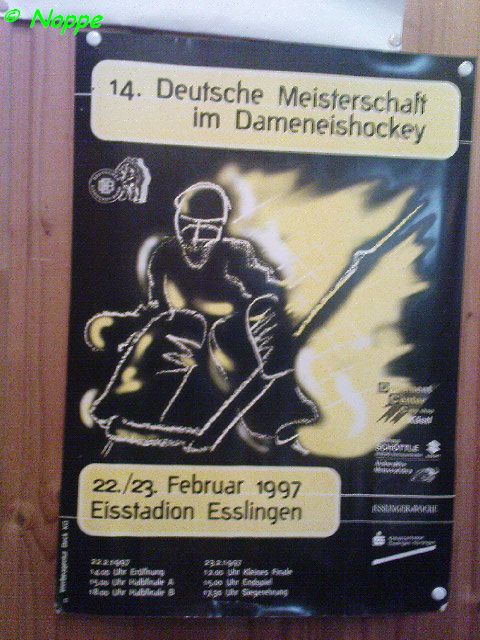 © Noppe
14. Deutsche Meisterschaft
im Dameneishockey
SCHÖTTLE
22./23. Februar 1997
Eisstadion Esslingen
22.2.1997
14.00 Uhr Eröffnung
15.00 Uhr Halbfinale A
18.00 Uhr Halbfinale B
23.2.1997
12.00 Uhr Kleines Finale
15.00 Uhr Endspiel
17.30 Uhr Siegerehrung